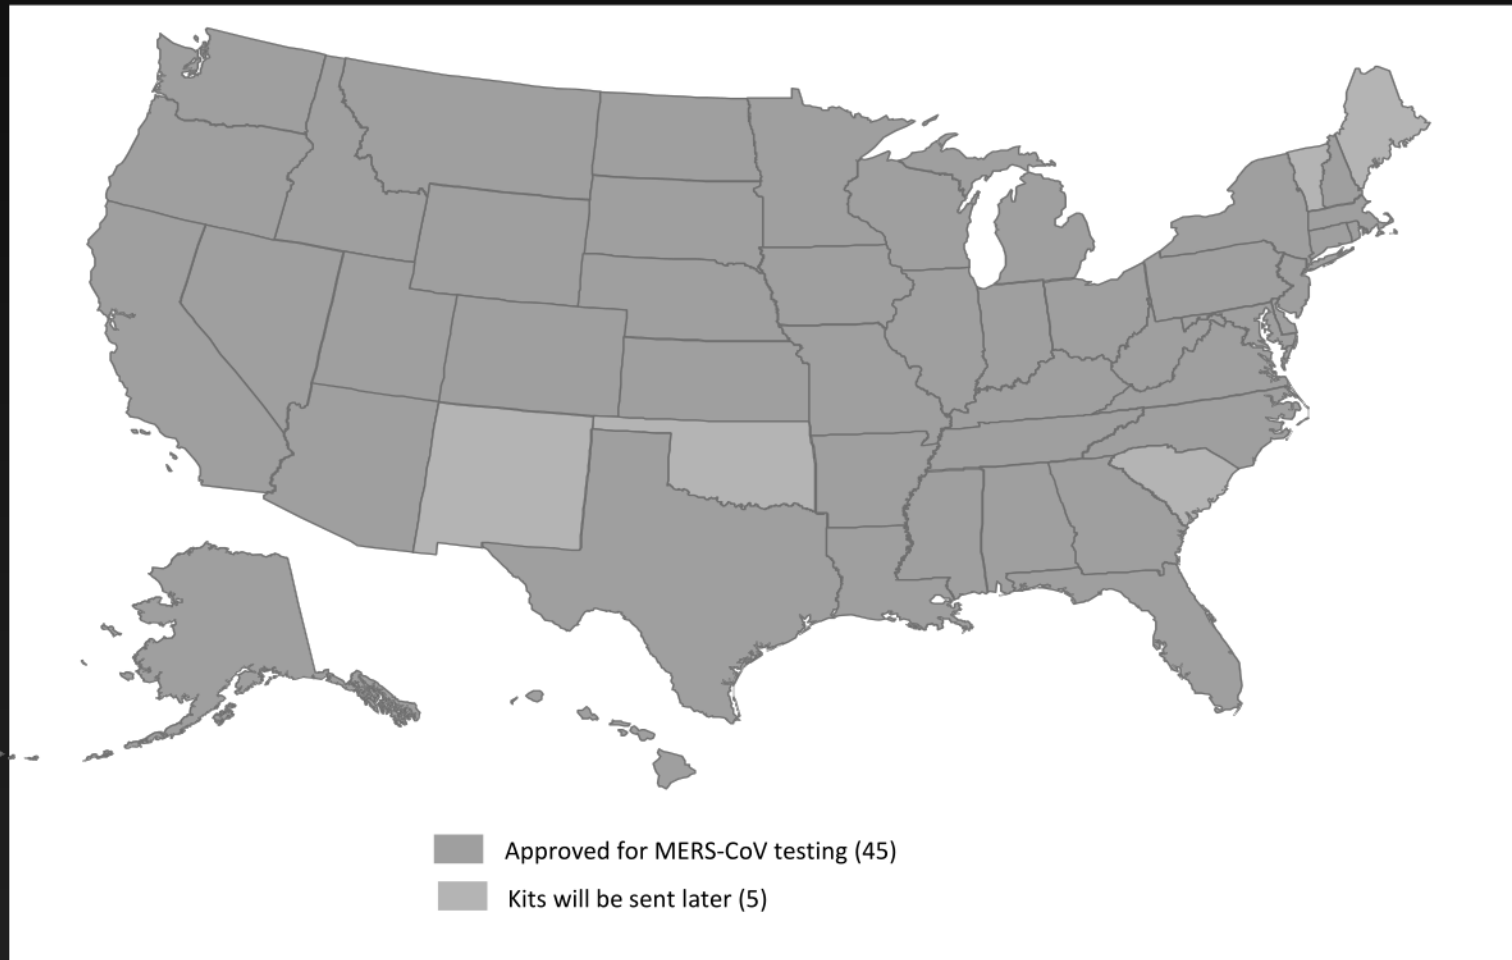 Approved for MERS-CoV testing (45)
Kits will be sent later (5)